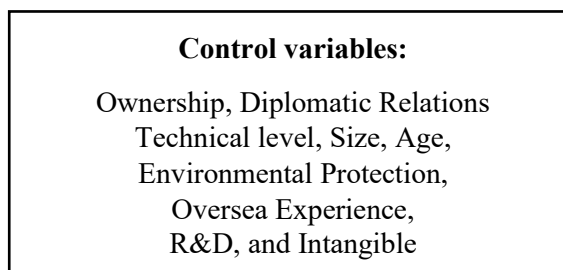 Control variables:
Ownership, Diplomatic Relations
Technical level, Size, Age,
Environmental Protection,
Oversea Experience,
R&D, and Intangible